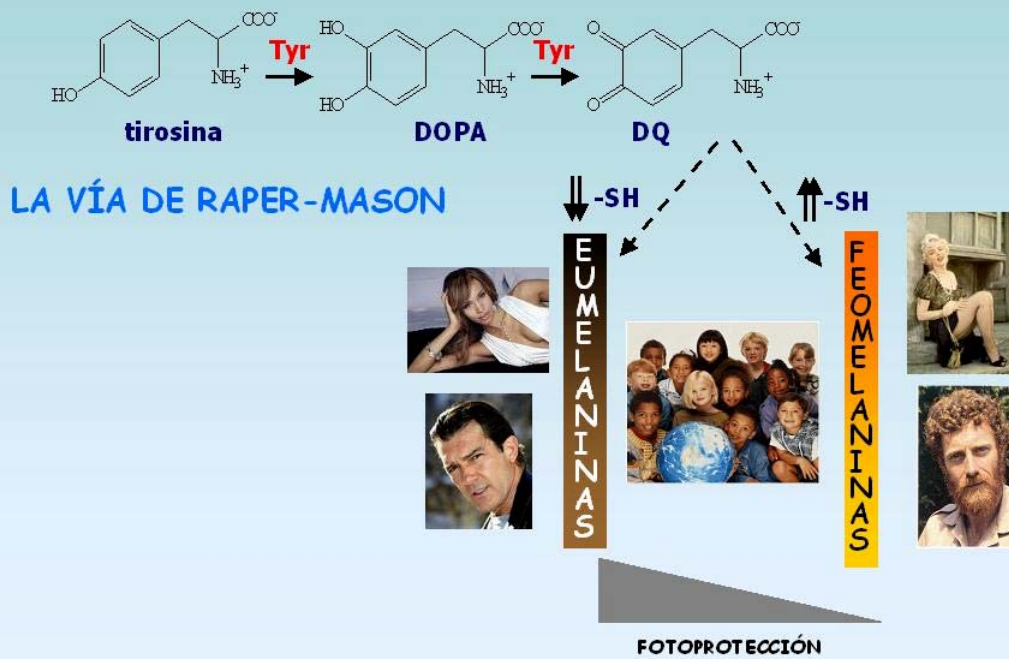 COO-
Tyr
NH3+
HO
tirosina
HO
HO
COO-
Tyr
NH3+
DOPA
O
O
COO-
NH3+
DQ
LA VÍA DE RAPER-MASON
-SH
-SH
EUMELANINAS
FEOMELANINAS
FOTOPROTECCIÓN